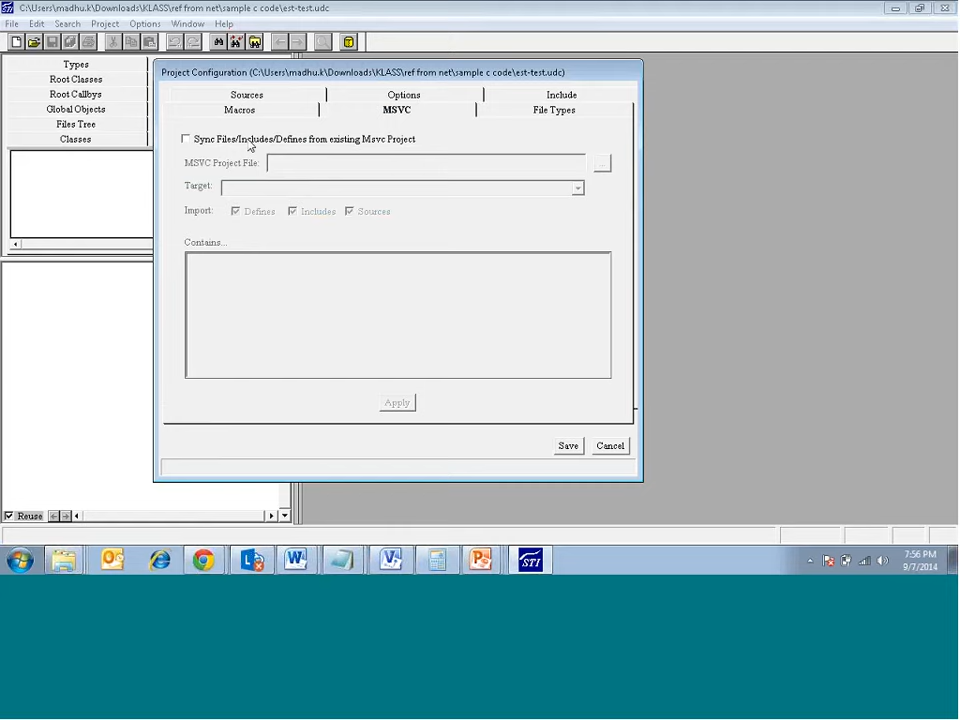 C:\Users\madhu.k\Downloads\KLASS\ref from net\sample c code\est-test.udc
File Edit Search Project Options Window Help
Types
Root Classes
Root Callbys
Global Objects
Files Tree
Classes
Project Configuration (C:\Users\madhu.k\Downloads\KLASS\ref from net\sample c code\est-test.udc)
Sources Options Include
Macros MSVC File Types
Sync Files/Includes/Defines from existing Msvc Project
MSVC Project File: ...
Target:
Import: Defines Includes Sources
Contains...
Apply
Save Cancel
Reuse
STI
7:56 PM
9/7/2014